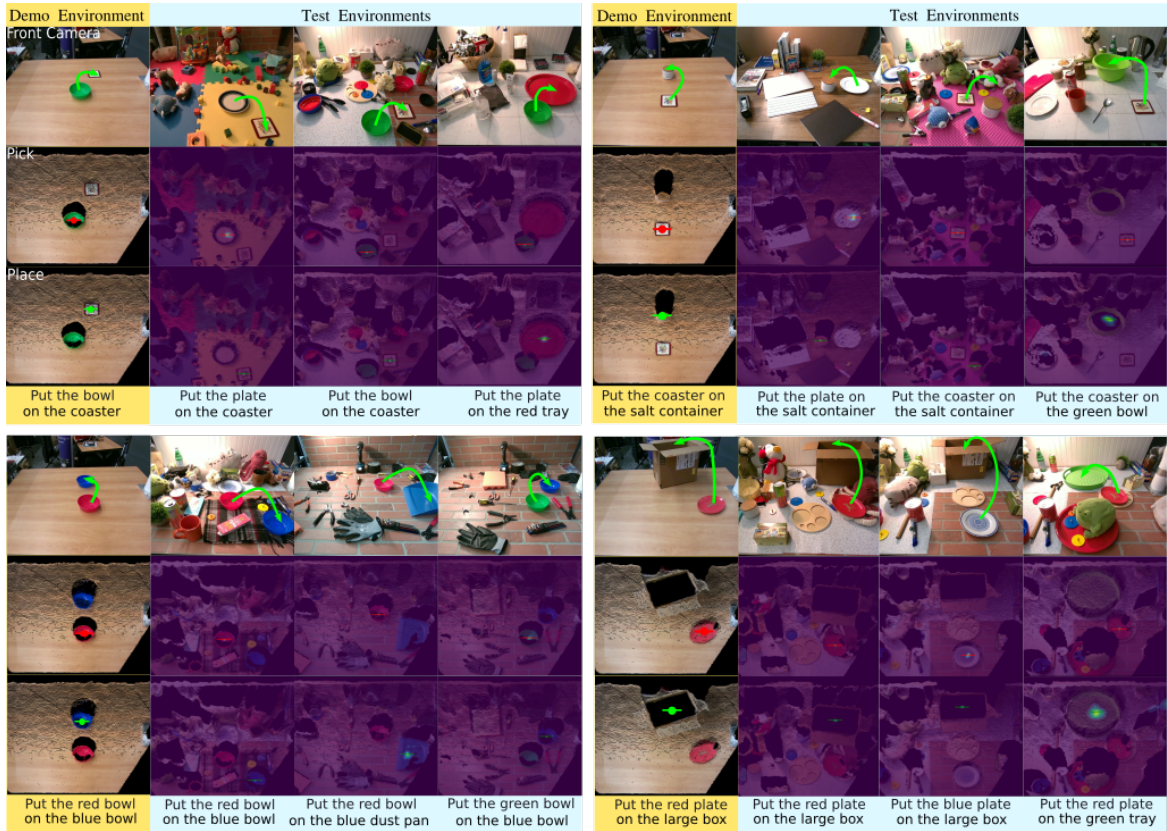 Demo Environment
Test Environments
Front Camera
Pick
Place
Put the bowl
on the coaster
Put the plate
on the coaster
Put the bowl
on the coaster
Put the plate
on the red tray
Demo Environment
Test Environments
Put the coaster on
the salt container
Put the plate on
the salt container
Put the coaster on
the salt container
Put the coaster on
the green bowl
Put the red bowl
on the blue bowl
Put the red bowl
on the blue bowl
Put the red bowl
on the blue dust pan
Put the green bowl
on the blue bowl
Put the red plate
on the large box
Put the red plate
on the large box
Put the blue plate
on the large box
Put the red plate
on the green tray